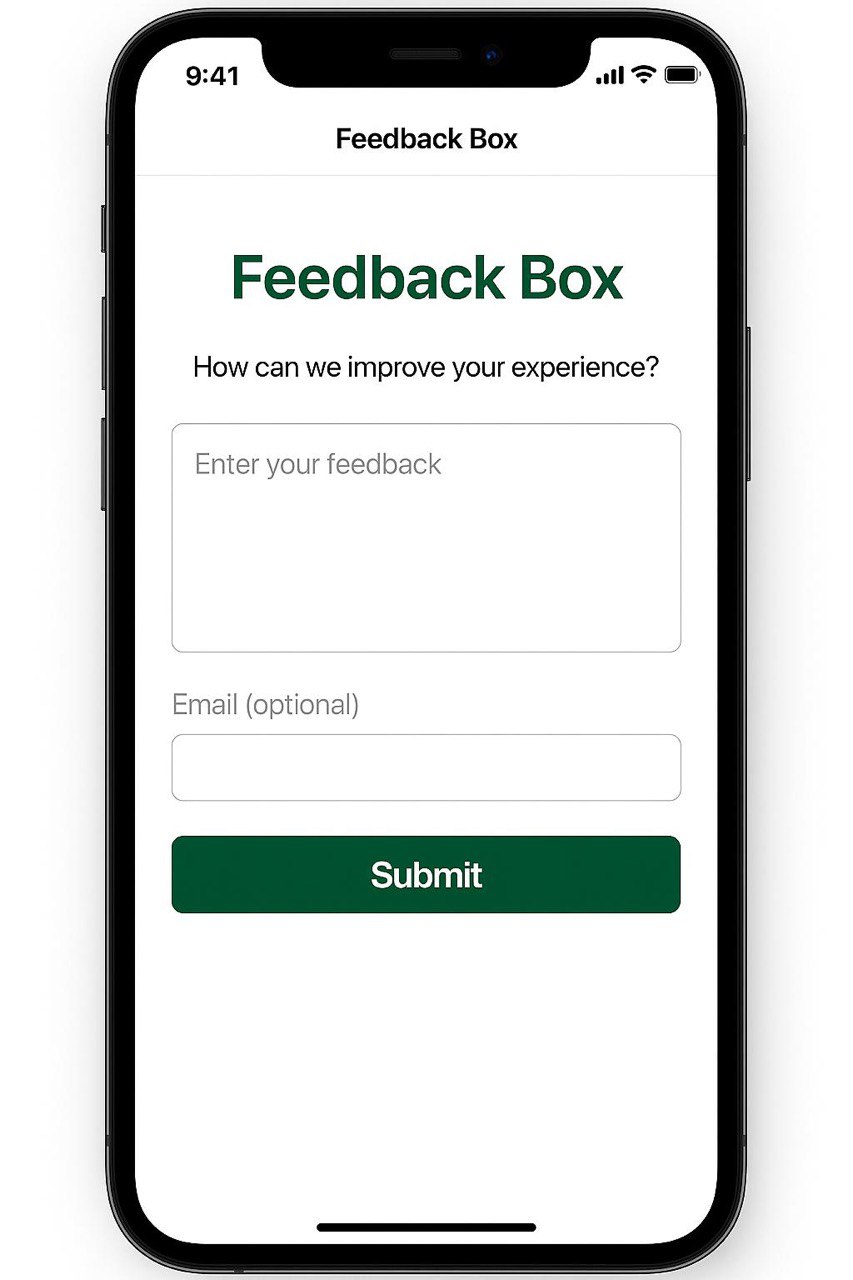 9:41
Feedback Box
Feedback Box
How can we improve your experience?
Enter your feedback
Email (optional)
Submit